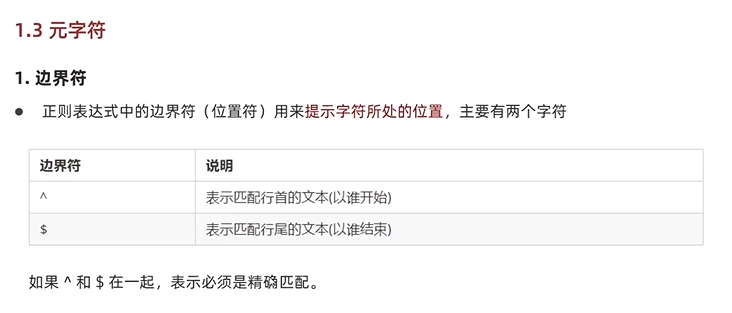 1.3 元字符
1. 边界符
● 正则表达式中的边界符（位置符）用来提示字符所处的位置，主要有两个字符
边界符 说明
^ 表示匹配行首的文本(以谁开始)
$ 表示匹配行尾的文本(以谁结束)
如果 ^ 和 $ 在一起，表示必须是精确匹配。